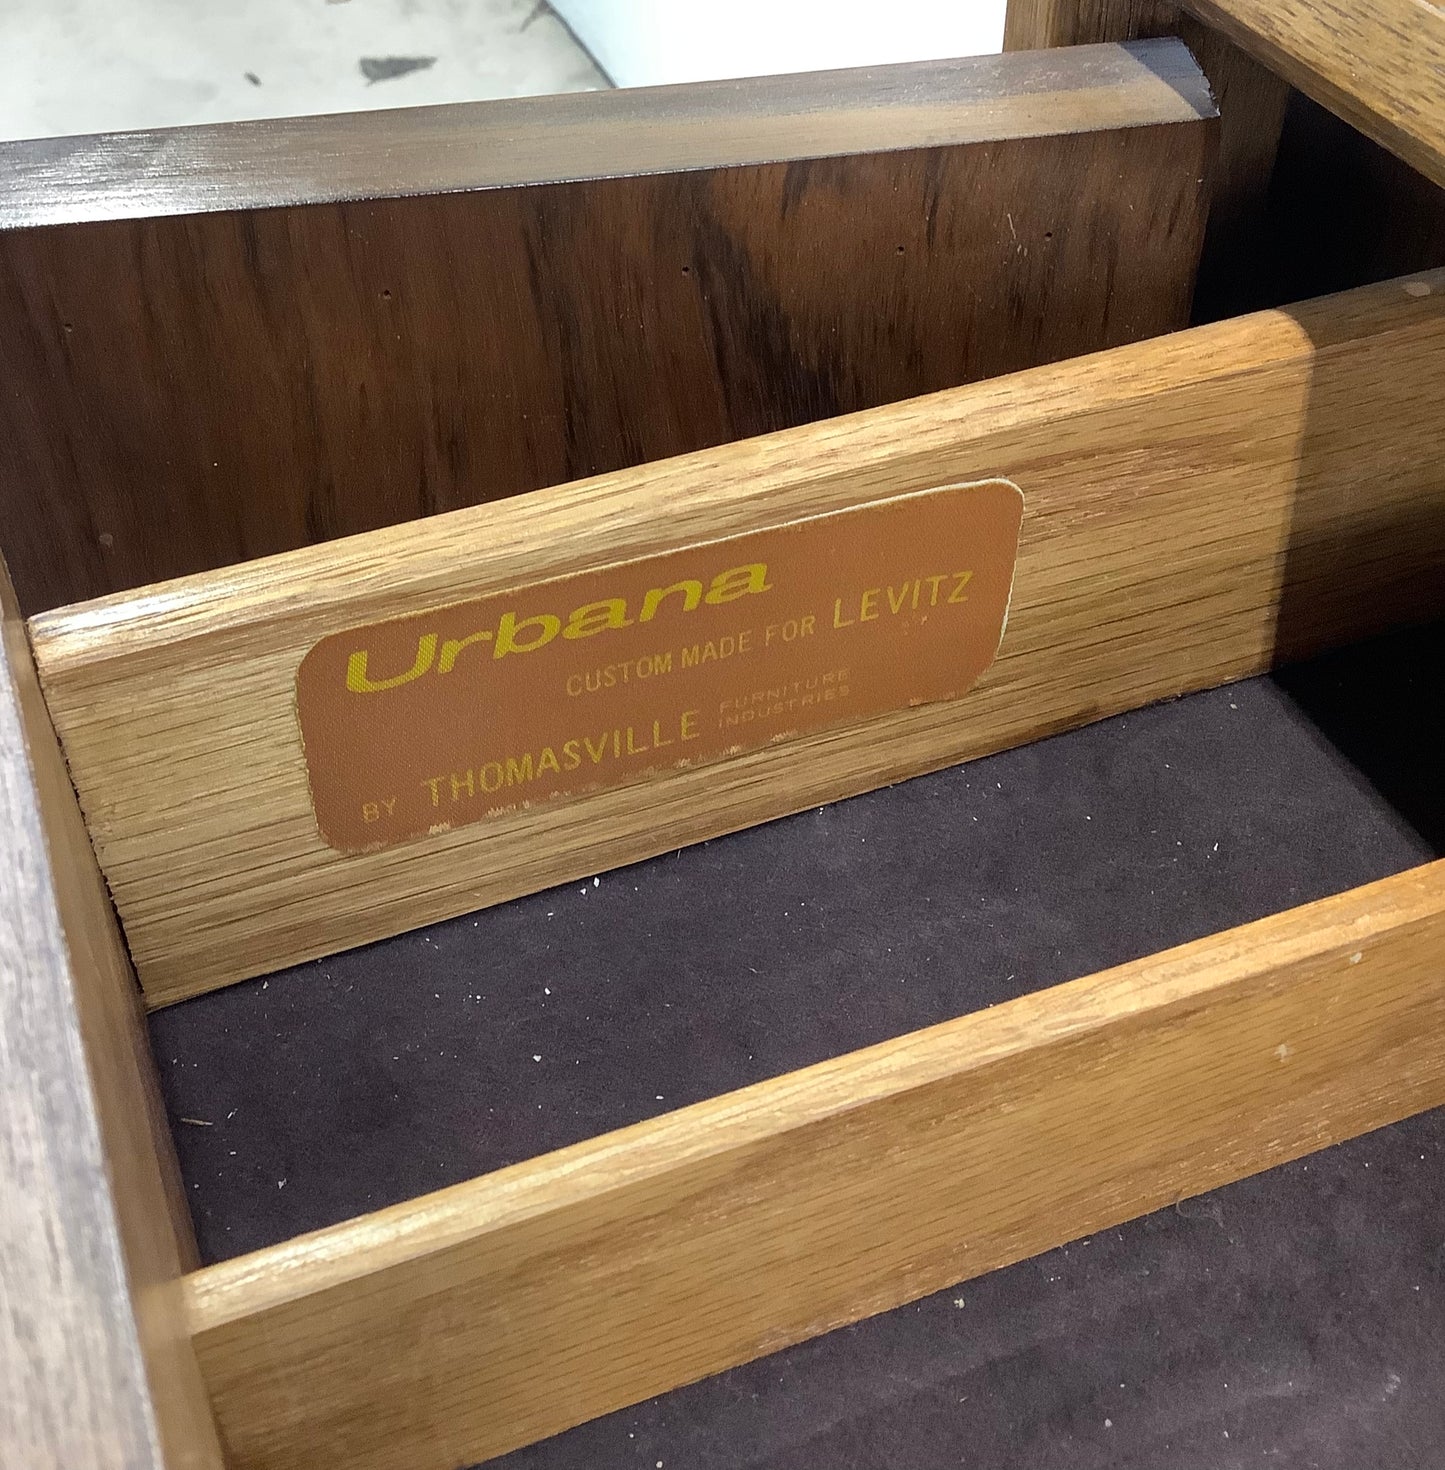 Urbana
CUSTOM MADE FOR LEVITZ
BY THOMASVILLE FURNITURE
INDUSTRIES